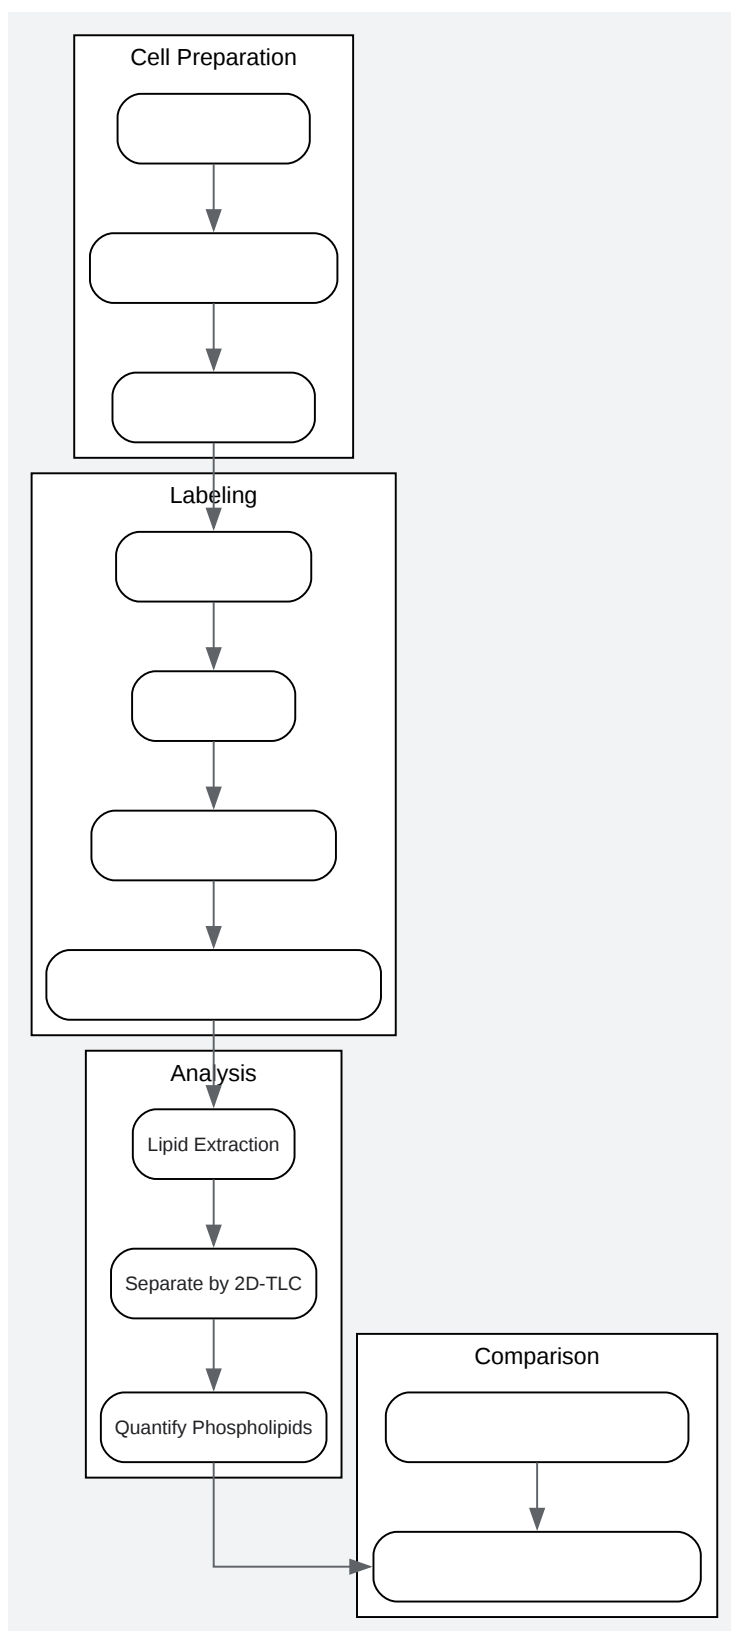 Cell Preparation
Labeling
Analysis
Lipid Extraction
Separate by 2D-TLC
Quantify Phospholipids
Comparison